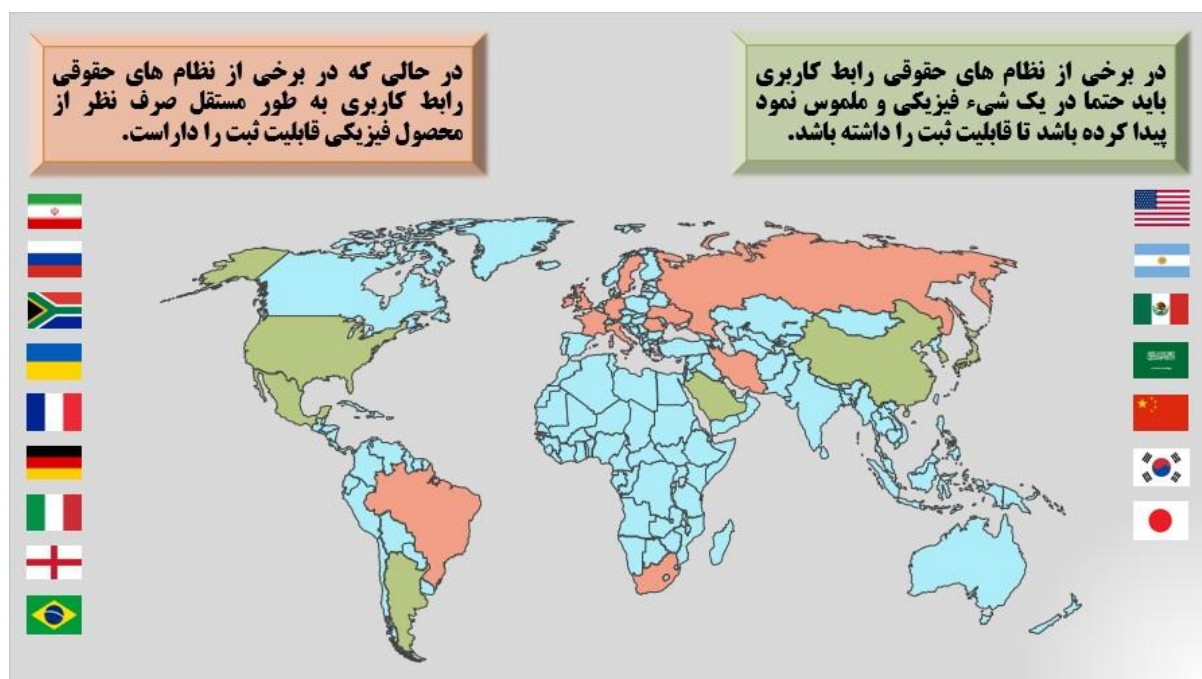 در برخی از نظام های حقوقی رابط کاربری
باید حتما در یک شیء فیزیکی و ملموس نمود
پیدا کرده باشد تا قابلیت ثبت را داشته باشد.
در حالی که در برخی از نظام های حقوقی
رابط کاربری به طور مستقل صرف نظر از
محصول فیزیکی قابلیت ثبت را داراست.